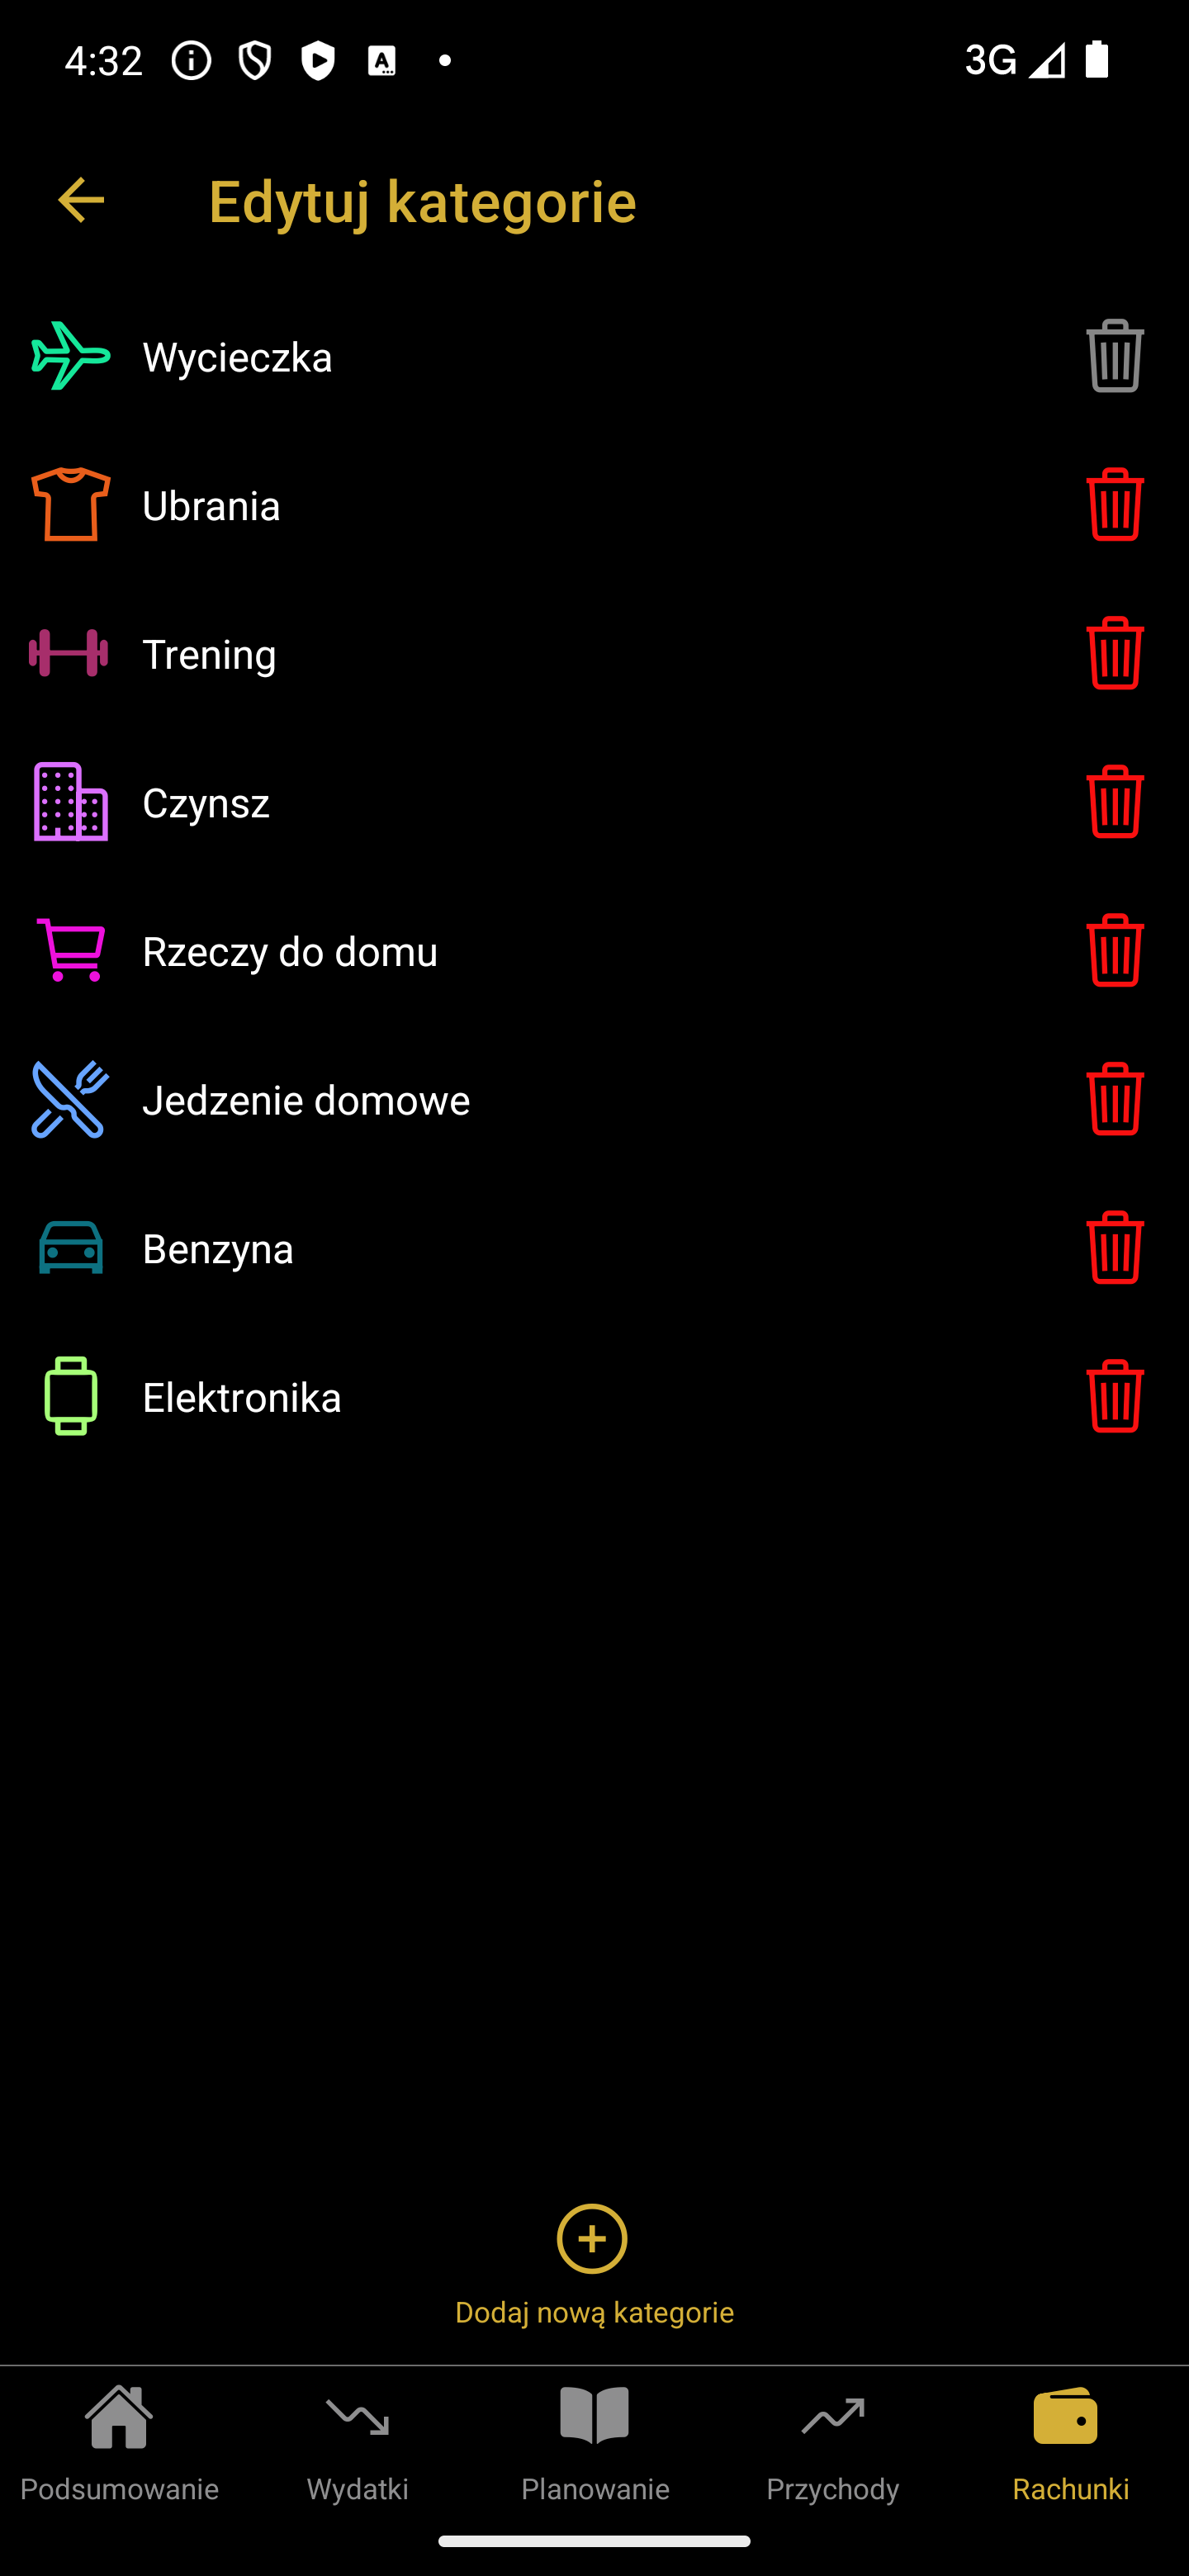 4:32
3G
Edytuj kategorie
Wycieczka
Ubrania
Trening
Czynsz
Rzeczy do domu
Jedzenie domowe
Benzyna
Elektronika
Dodaj nową kategorie
Podsumowanie
Wydatki
Planowanie
Przychody
Rachunki